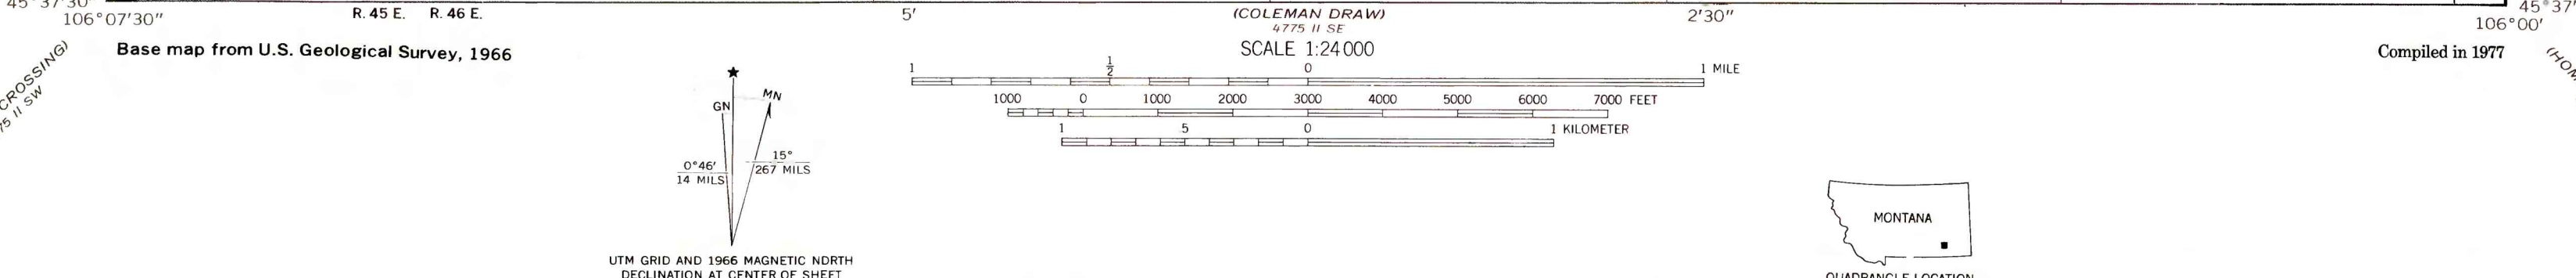 45°37'30"
106°07'30"
R. 45 E. R. 46 E.
5'
(COLEMAN DRAW)
4775 II SE
2'30"
45°37'
106°00'
CROSSING)
75 II SW
Base map from U.S. Geological Survey, 1966
SCALE 1:24 000
Compiled in 1977
(HOM
1 ½ 0 1 MILE
1000 0 1000 2000 3000 4000 5000 6000 7000 FEET
1 5 0 1 KILOMETER
GN MN
0°46' 15°
14 MILS 267 MILS
UTM GRID AND 1966 MAGNETIC NORTH
DECLINATION AT CENTER OF SHEET
MONTANA
QUADRANGLE LOCATION